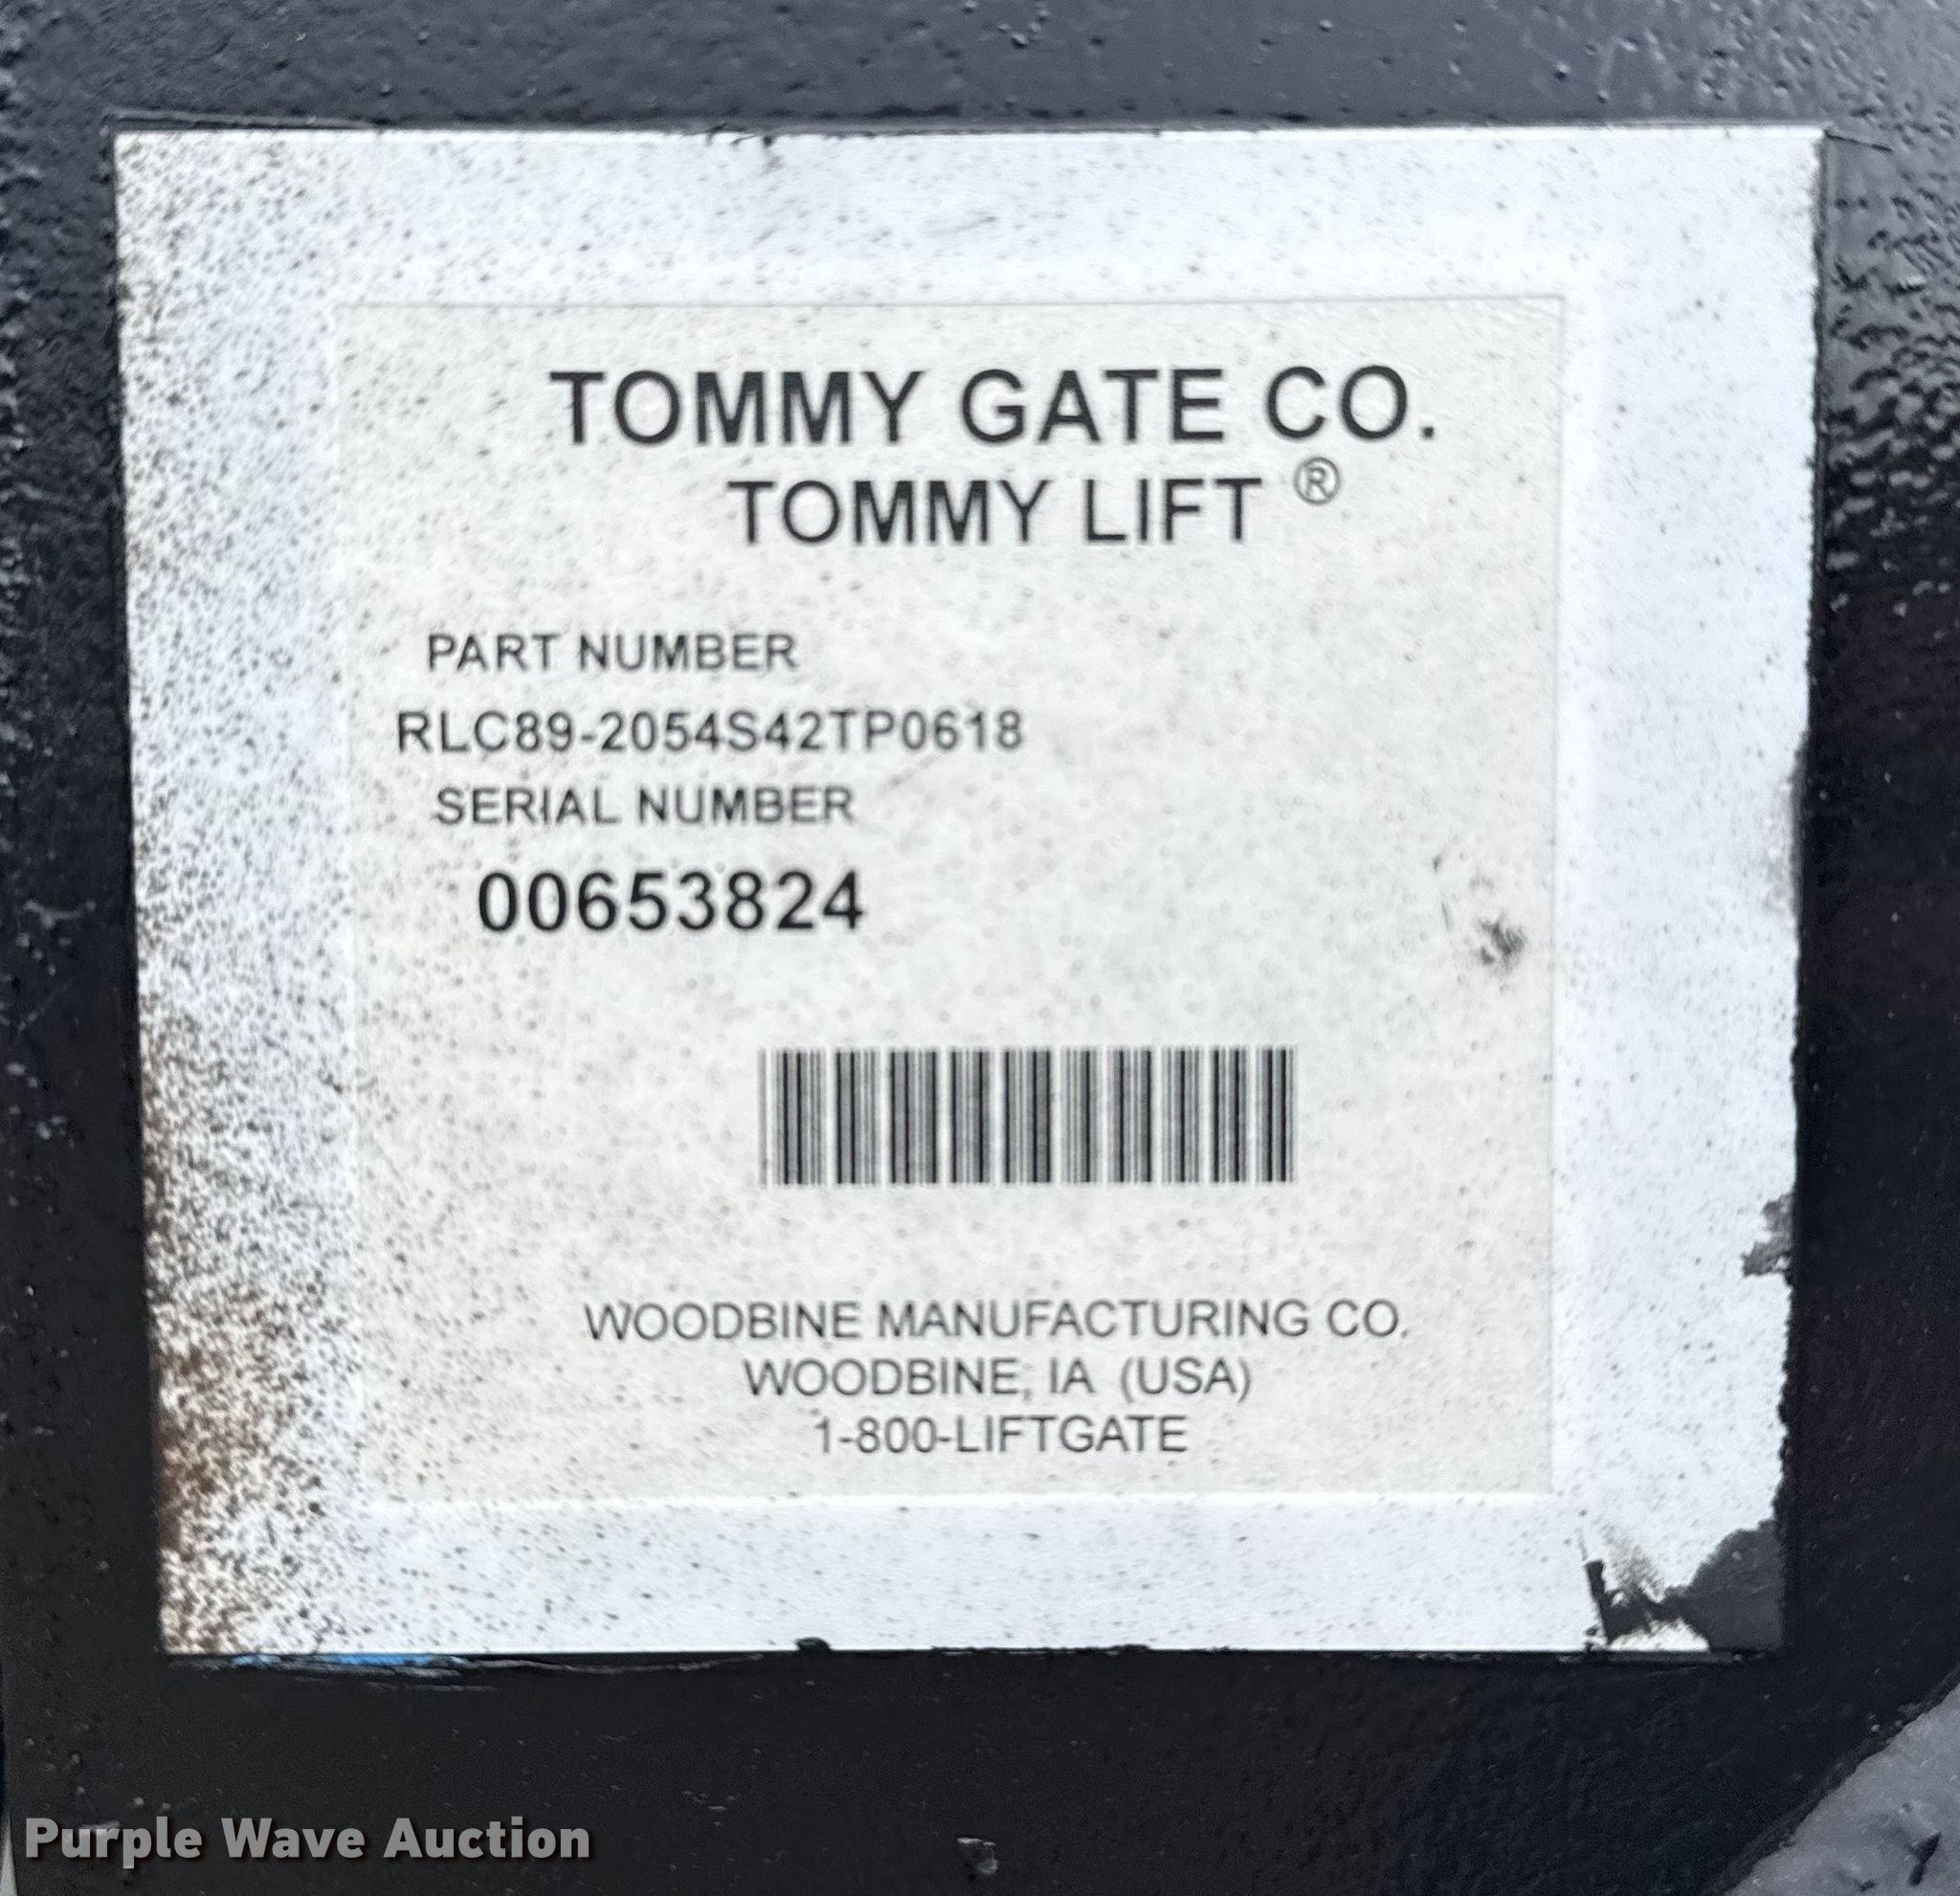 TOMMY GATE CO.
TOMMY LIFT ®
PART NUMBER
RLC89-2054S42TP0618
SERIAL NUMBER
00653824
WOODBINE MANUFACTURING CO.
WOODBINE, IA (USA)
1-800-LIFTGATE
Purple Wave Auction